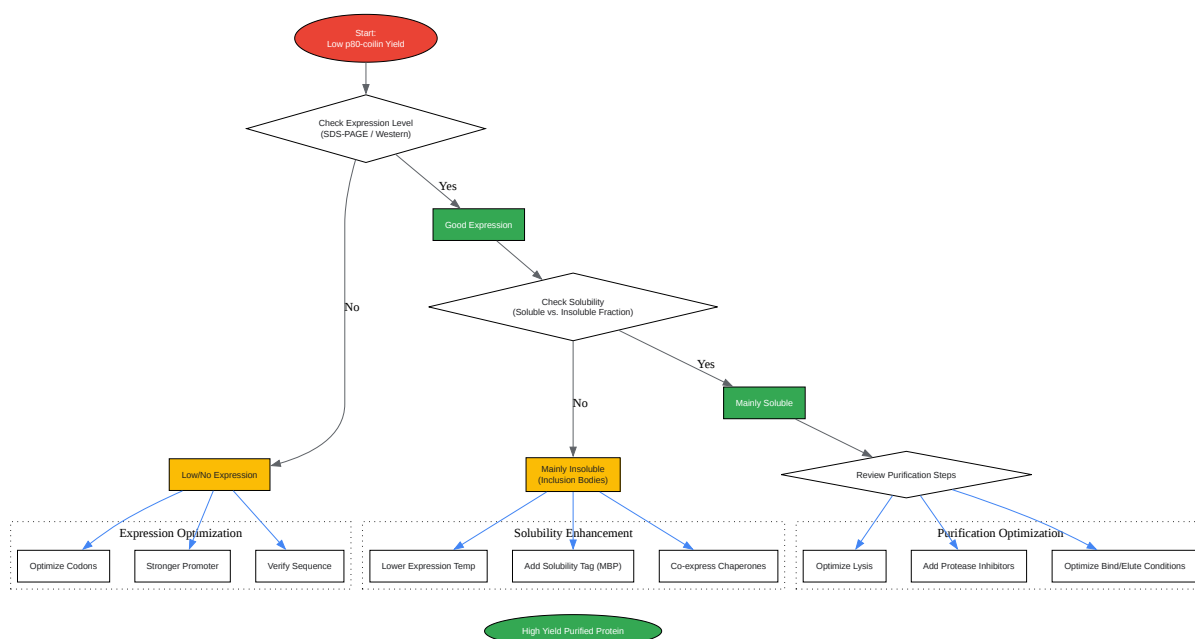 Start:
Low p80-coilin Yield
Check Expression Level
(SDS-PAGE / Western)
Yes
Good Expression
Check Solubility
(Soluble vs. Insoluble Fraction)
No
Yes
No
Mainly Soluble
Low/No Expression
Mainly Insoluble
(Inclusion Bodies)
Review Purification Steps
Expression Optimization
Solubility Enhancement
Purification Optimization
Optimize Codons
Stronger Promoter
Verify Sequence
Lower Expression Temp
Add Solubility Tag (MBP)
Co-express Chaperones
Optimize Lysis
Add Protease Inhibitors
Optimize Bind/Elute Conditions
High Yield Purified Protein